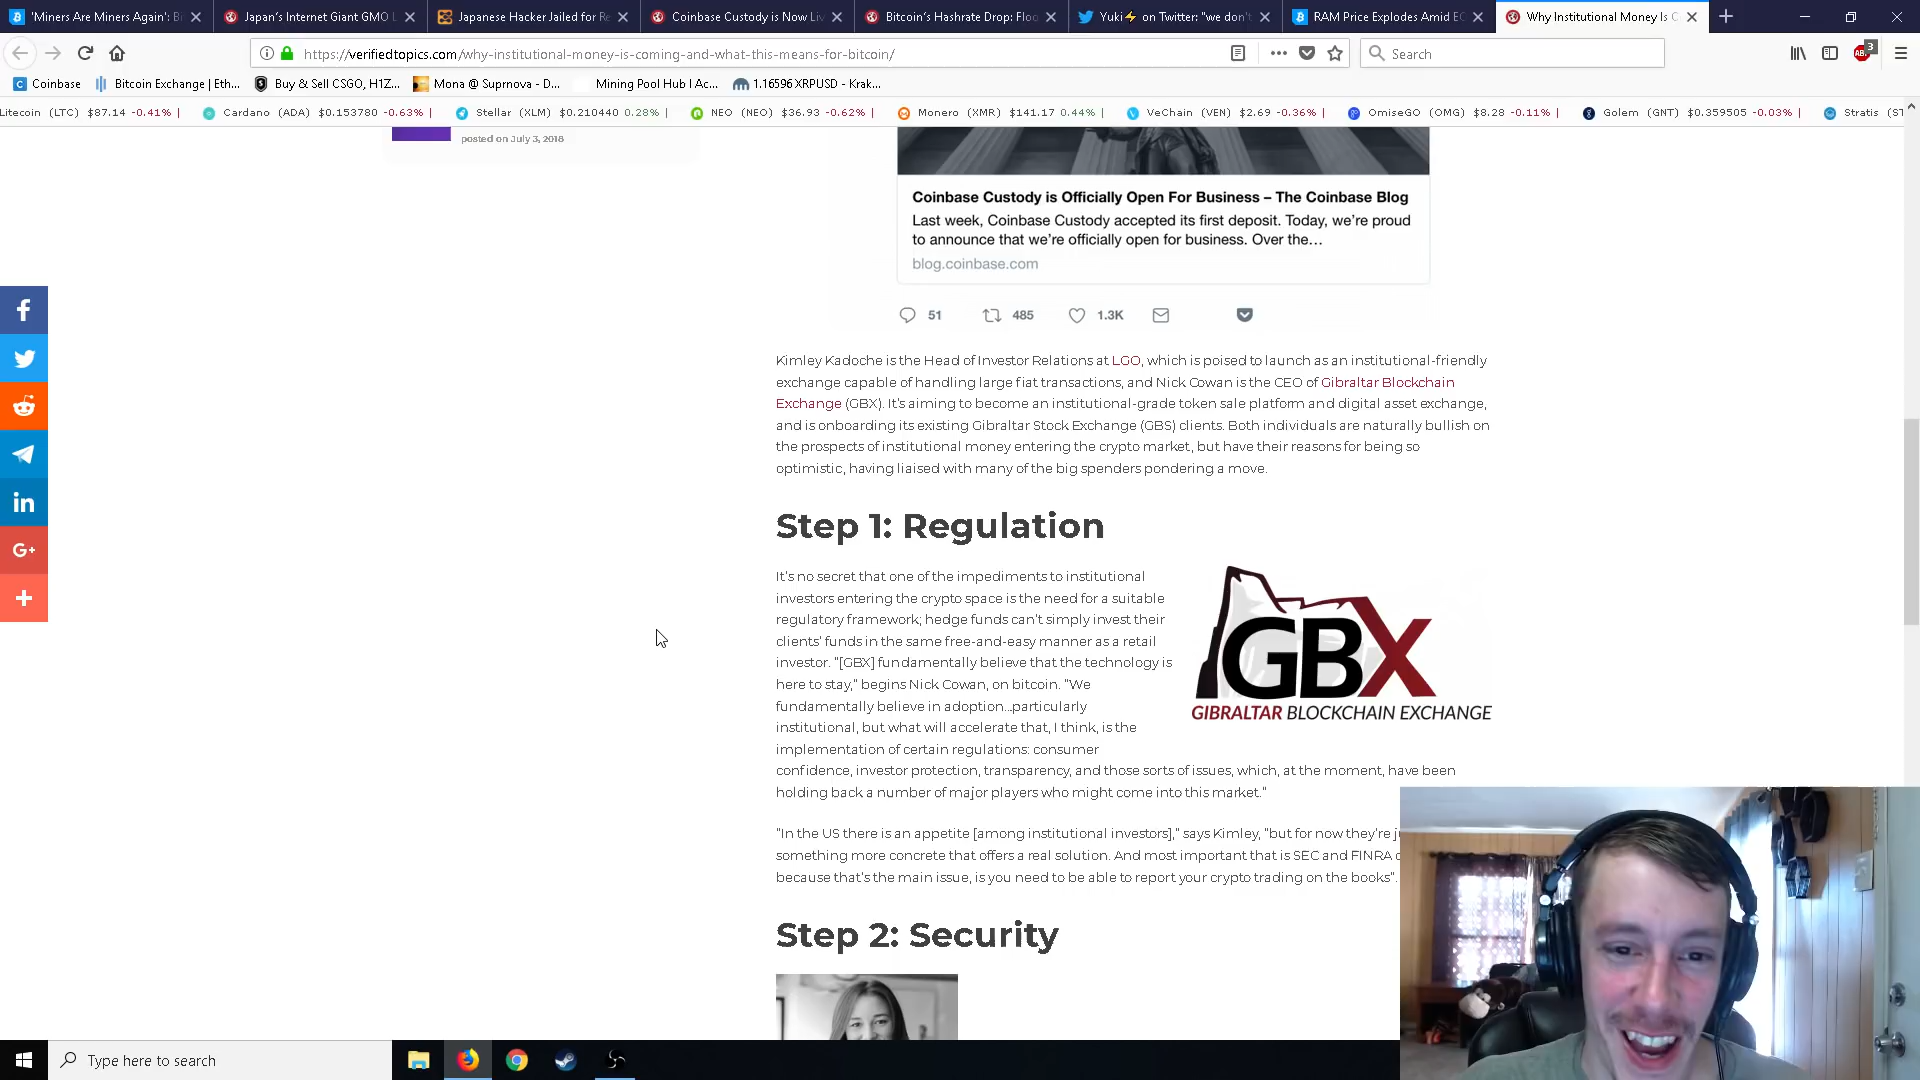 'Miners Are Miners Again': B
Japan's Internet Giant GMO L
Japanese Hacker Jailed for Re
Coinbase Custody is Now Liv
Bitcoin's Hashrate Drop: Floo
Yuki⚡ on Twitter: "we don't
RAM Price Explodes Amid EO
Why Institutional Money Is C
https://verifiedtopics.com/why-institutional-money-is-coming-and-what-this-means-for-bitcoin/
Search
3
Coinbase
Bitcoin Exchange | Eth...
Buy & Sell CSGO, H1Z...
Mona @ Suprnova - D...
Mining Pool Hub | Ac...
1.16596 XRPUSD - Krak...
Litecoin (LTC) $87.14 -0.41% |
Cardano (ADA) $0.153780 -0.63% |
Stellar (XLM) $0.210440 0.28% |
NEO (NEO) $36.93 -0.62% |
Monero (XMR) $141.17 0.44% |
VeChain (VEN) $2.69 -0.36% |
OmiseGO (OMG) $8.28 -0.11% |
Golem (GNT) $0.359505 -0.03% |
Stratis (ST
posted on July 3, 2018
Coinbase Custody is Officially Open For Business – The Coinbase Blog
Last week, Coinbase Custody accepted its first deposit. Today, we're proud
to announce that we're officially open for business. Over the...
blog.coinbase.com
51
485
1.3K
Kimley Kadoche is the Head of Investor Relations at LGO, which is poised to launch as an institutional-friendly
exchange capable of handling large fiat transactions, and Nick Cowan is the CEO of Gibraltar Blockchain
Exchange (GBX). It's aiming to become an institutional-grade token sale platform and digital asset exchange,
and is onboarding its existing Gibraltar Stock Exchange (GBS) clients. Both individuals are naturally bullish on
the prospects of institutional money entering the crypto market, but have their reasons for being so
optimistic, having liaised with many of the big spenders pondering a move.
Step 1: Regulation
It's no secret that one of the impediments to institutional
investors entering the crypto space is the need for a suitable
regulatory framework; hedge funds can't simply invest their
clients' funds in the same free-and-easy manner as a retail
investor. "[GBX] fundamentally believe that the technology is
here to stay," begins Nick Cowan, on bitcoin. "We
fundamentally believe in adoption…particularly
institutional, but what will accelerate that, I think, is the
implementation of certain regulations: consumer
confidence, investor protection, transparency, and those sorts of issues, which, at the moment, have been
holding back a number of major players who might come into this market."
GBX
GIBRALTAR BLOCKCHAIN EXCHANGE
"In the US there is an appetite [among institutional investors]," says Kimley, "but for now they're ju
something more concrete that offers a real solution. And most important that is SEC and FINRA c
because that's the main issue, is you need to be able to report your crypto trading on the books".
Step 2: Security
Type here to search